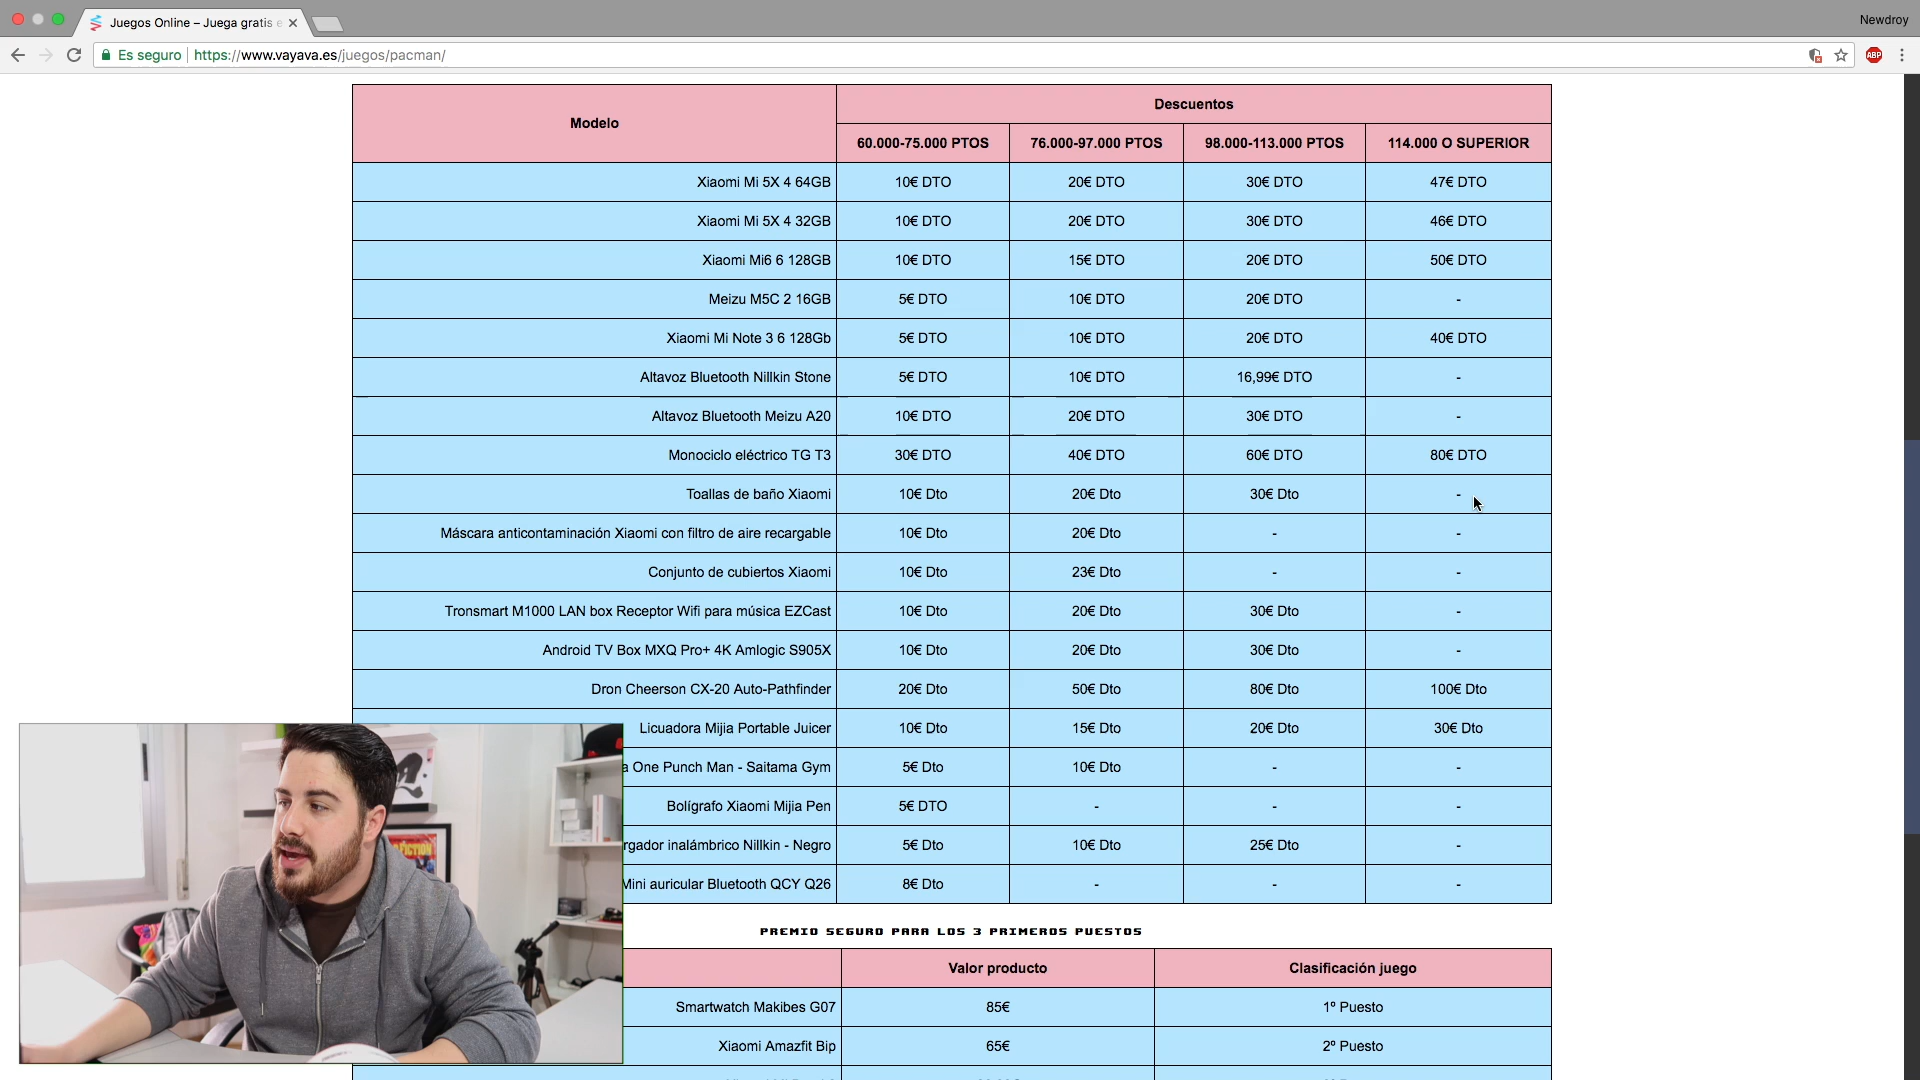 Juegos Online – Juega gratis e
Newdroy
Es seguro https://www.vayava.es/juegos/pacman/
ABP
Modelo Descuentos
60.000-75.000 PTOS 76.000-97.000 PTOS 98.000-113.000 PTOS 114.000 O SUPERIOR
Xiaomi Mi 5X 4 64GB 10€ DTO 20€ DTO 30€ DTO 47€ DTO
Xiaomi Mi 5X 4 32GB 10€ DTO 20€ DTO 30€ DTO 46€ DTO
Xiaomi Mi6 6 128GB 10€ DTO 15€ DTO 20€ DTO 50€ DTO
Meizu M5C 2 16GB 5€ DTO 10€ DTO 20€ DTO -
Xiaomi Mi Note 3 6 128Gb 5€ DTO 10€ DTO 20€ DTO 40€ DTO
Altavoz Bluetooth Nillkin Stone 5€ DTO 10€ DTO 16,99€ DTO -
Altavoz Bluetooth Meizu A20 10€ DTO 20€ DTO 30€ DTO -
Monociclo eléctrico TG T3 30€ DTO 40€ DTO 60€ DTO 80€ DTO
Toallas de baño Xiaomi 10€ Dto 20€ Dto 30€ Dto -
Máscara anticontaminación Xiaomi con filtro de aire recargable 10€ Dto 20€ Dto - -
Conjunto de cubiertos Xiaomi 10€ Dto 23€ Dto - -
Tronsmart M1000 LAN box Receptor Wifi para música EZCast 10€ Dto 20€ Dto 30€ Dto -
Android TV Box MXQ Pro+ 4K Amlogic S905X 10€ Dto 20€ Dto 30€ Dto -
Dron Cheerson CX-20 Auto-Pathfinder 20€ Dto 50€ Dto 80€ Dto 100€ Dto
Licuadora Mijia Portable Juicer 10€ Dto 15€ Dto 20€ Dto 30€ Dto
a One Punch Man - Saitama Gym 5€ Dto 10€ Dto - -
Bolígrafo Xiaomi Mijia Pen 5€ DTO - - -
rgador inalámbrico Nillkin - Negro 5€ Dto 10€ Dto 25€ Dto -
Mini auricular Bluetooth QCY Q26 8€ Dto - - -
PREMIO SEGURO PARA LOS 3 PRIMEROS PUESTOS
Valor producto Clasificación juego
Smartwatch Makibes G07 85€ 1º Puesto
Xiaomi Amazfit Bip 65€ 2º Puesto
FICTION